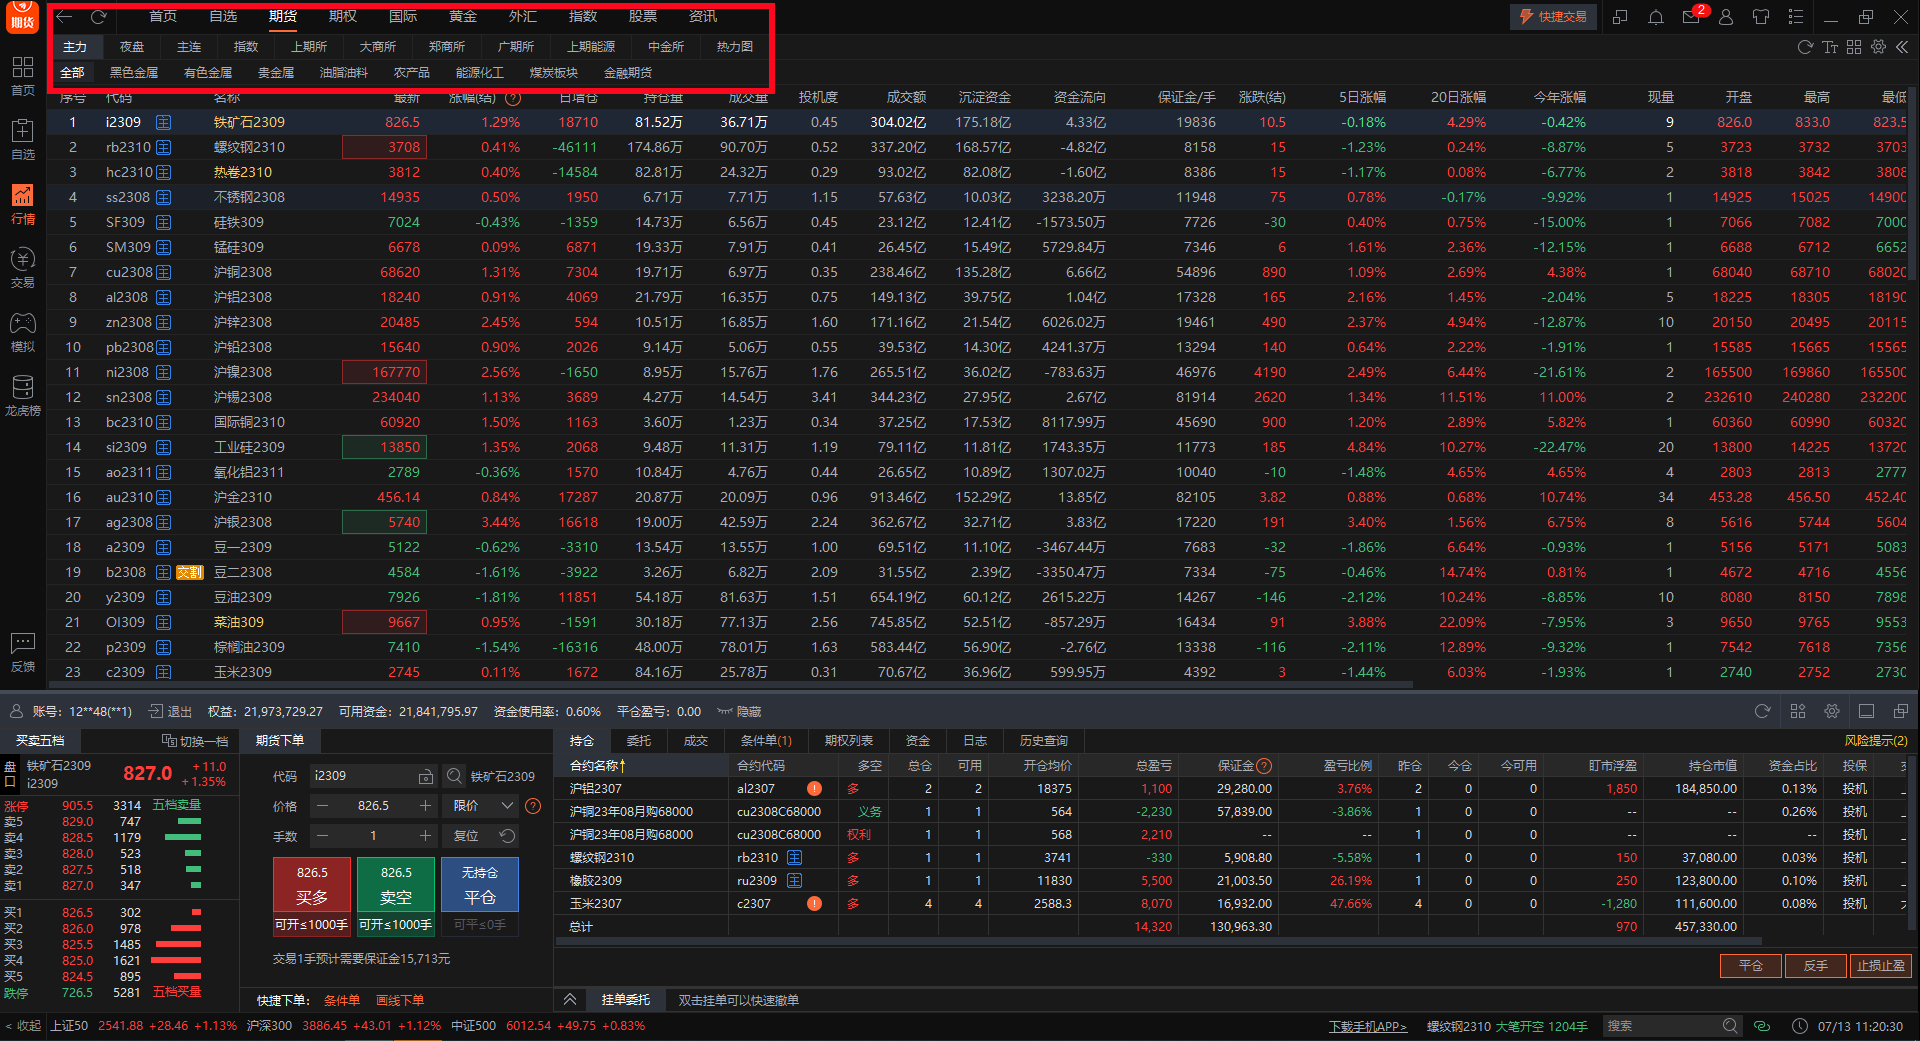 期货 首页 自选 期货 期权 国际 黄金 外汇 指数 股票 资讯 快捷交易 2
主力 夜盘 主连 指数 上期所 大商所 郑商所 广期所 上期能源 中金所 热力图
全部 黑色金属 有色金属 贵金属 油脂油料 农产品 能源化工 煤炭板块 金融期货
序号 代码 名称 最新 涨幅(结) 日增仓 持仓量 成交量 投机度 成交额 沉淀资金 资金流向 保证金/手 涨跌(结) 5日涨幅 20日涨幅 今年涨幅 现量 开盘 最高 最低
1 i2309 主 铁矿石2309 826.5 1.29% 18710 81.52万 36.71万 0.45 304.02亿 175.18亿 4.33亿 19836 10.5 -0.18% 4.29% -0.42% 9 826.0 833.0 823.5
2 rb2310 主 螺纹钢2310 3708 0.41% -46111 174.86万 90.70万 0.52 337.20亿 168.57亿 -4.82亿 8158 15 -1.23% 0.24% -8.87% 5 3723 3732 3703
3 hc2310 主 热卷2310 3812 0.40% -14584 82.81万 24.32万 0.29 93.02亿 82.08亿 -1.60亿 8386 15 -1.17% 0.08% -6.77% 2 3818 3842 3808
4 ss2308 主 不锈钢2308 14935 0.50% 1950 6.71万 7.71万 1.15 57.63亿 10.03亿 3238.20万 11948 75 0.78% -0.17% -9.92% 1 14925 15025 14900
5 SF309 主 硅铁309 7024 -0.43% -1359 14.73万 6.56万 0.45 23.12亿 12.41亿 -1573.50万 7726 -30 0.40% 0.75% -15.00% 1 7066 7082 7000
6 SM309 主 锰硅309 6678 0.09% 6871 19.33万 7.91万 0.41 26.45亿 15.49亿 5729.84万 7346 6 1.61% 2.36% -12.15% 1 6688 6712 6652
7 cu2308 主 沪铜2308 68620 1.31% 7304 19.71万 6.97万 0.35 238.46亿 135.28亿 6.66亿 54896 890 1.09% 2.69% 4.38% 1 68040 68710 68020
8 al2308 主 沪铝2308 18240 0.91% 4069 21.79万 16.35万 0.75 149.13亿 39.75亿 1.04亿 17328 165 2.16% 1.45% -2.04% 5 18225 18305 18190
9 zn2308 主 沪锌2308 20485 2.45% 594 10.51万 16.85万 1.60 171.16亿 21.54亿 6026.02万 19461 490 2.37% 4.94% -12.87% 10 20150 20495 20115
10 pb2308 主 沪铅2308 15640 0.90% 2026 9.14万 5.06万 0.55 39.53亿 14.30亿 4241.37万 13294 140 0.64% 2.22% -1.91% 1 15585 15665 15565
11 ni2308 主 沪镍2308 167770 2.56% -1650 8.95万 15.76万 1.76 265.51亿 36.02亿 -783.63万 46976 4190 2.49% 6.44% -21.61% 2 165500 169860 165500
12 sn2308 主 沪锡2308 234040 1.13% 3689 4.27万 14.54万 3.41 344.23亿 27.95亿 2.67亿 81914 2620 1.34% 11.51% 11.00% 2 232610 240280 232200
13 bc2310 主 国际铜2310 60920 1.50% 1163 3.60万 1.23万 0.34 37.25亿 17.53亿 8117.99万 45690 900 1.20% 2.89% 5.82% 1 60360 60990 60320
14 si2309 主 工业硅2309 13850 1.35% 2068 9.48万 11.31万 1.19 79.11亿 11.81亿 1743.35万 11773 185 4.84% 10.27% -22.47% 20 13800 14225 13720
15 ao2311 主 氧化铝2311 2789 -0.36% 1570 10.84万 4.76万 0.44 26.65亿 10.89亿 1307.02万 10040 -10 -1.48% 4.65% 4.65% 4 2803 2813 2777
16 au2310 主 沪金2310 456.14 0.84% 17287 20.87万 20.09万 0.96 913.46亿 152.29亿 13.85亿 82105 3.82 0.88% 0.68% 10.74% 34 453.28 456.50 452.40
17 ag2308 主 沪银2308 5740 3.44% 16618 19.00万 42.59万 2.24 362.67亿 32.71亿 3.83亿 17220 191 3.40% 1.56% 6.75% 8 5616 5744 5604
18 a2309 主 豆一2309 5122 -0.62% -3310 13.54万 13.55万 1.00 69.51亿 11.10亿 -3467.44万 7683 -32 -1.86% 6.64% -0.93% 1 5156 5171 5083
19 b2308 主 交割 豆二2308 4584 -1.61% -3922 3.26万 6.82万 2.09 31.55亿 2.39亿 -3350.47万 7334 -75 -0.46% 14.74% 0.81% 1 4672 4716 4556
20 y2309 主 豆油2309 7926 -1.81% 11851 54.18万 81.63万 1.51 654.19亿 60.12亿 2615.22万 14267 -146 -2.12% 10.24% -8.85% 10 8080 8150 7898
21 OI309 主 菜油309 9667 0.95% -1591 30.18万 77.13万 2.56 745.85亿 52.51亿 -857.29万 16434 91 3.88% 22.09% -7.95% 3 9650 9765 9553
22 p2309 主 棕榈油2309 7410 -1.54% -16316 48.00万 78.01万 1.63 583.44亿 56.90亿 -2.76亿 13338 -116 -2.11% 12.89% -9.32% 1 7542 7618 7356
23 c2309 主 玉米2309 2745 0.11% 1672 84.16万 25.78万 0.31 70.67亿 36.96亿 599.95万 4392 3 -1.44% 6.03% -1.93% 1 2740 2752 2730
首页
自选
行情
交易
模拟
龙虎榜
反馈
账号：12**48(**1) 退出 权益：21,973,729.27 可用资金：21,841,795.97 资金使用率：0.60% 平仓盈亏：0.00 隐藏
买卖五档 切换一档
盘口 铁矿石2309 827.0 +11.0
i2309 +1.35%
涨停 905.5 3314 五档卖量
卖5 829.0 747
卖4 828.5 1179
卖3 828.0 523
卖2 827.5 518
卖1 827.0 347
买1 826.5 302
买2 826.0 978
买3 825.5 1485
买4 825.0 1621
买5 824.5 895
跌停 726.5 5281 五档买量
期货下单
代码 i2309 铁矿石2309
价格 826.5 限价
手数 1 复位
826.5 826.5 无持仓
买多 卖空 平仓
可开≤1000手 可开≤1000手 可平≤0手
交易1手预计需要保证金15,713元
快捷下单： 条件单 画线下单
持仓 委托 成交 条件单(1) 期权列表 资金 日志 历史查询 风险提示(2)
合约名称↑ 合约代码 多空 总仓 可用 开仓均价 总盈亏 保证金 盈亏比例 昨仓 今仓 今可用 盯市浮盈 持仓市值 资金占比 投保
沪铝2307 al2307 多 2 2 18375 1,100 29,280.00 3.76% 2 0 0 1,850 184,850.00 0.13% 投机
沪铜23年08月购68000 cu2308C68000 义务 1 1 564 -2,230 57,839.00 -3.86% 1 0 0 -- -- 0.26% 投机
沪铜23年08月购68000 cu2308C68000 权利 1 1 568 2,210 -- -- 1 0 0 -- -- -- 投机
螺纹钢2310 rb2310 主 多 1 1 3741 -330 5,908.80 -5.58% 1 0 0 150 37,080.00 0.03% 投机
橡胶2309 ru2309 主 多 1 1 11830 5,500 21,003.50 26.19% 1 0 0 250 123,800.00 0.10% 投机
玉米2307 c2307 多 4 4 2588.3 8,070 16,932.00 47.66% 4 0 0 -1,280 111,600.00 0.08% 投机
总计 14,320 130,963.30 970 457,330.00
平仓 反手 止损止盈
挂单委托 双击挂单可以快速撤单
< 收起 上证50 2541.88 +28.46 +1.13% 沪深300 3886.45 +43.01 +1.12% 中证500 6012.54 +49.75 +0.83% 下载手机APP> 螺纹钢2310 大笔开空 1204手 搜索 07/13 11:20:30